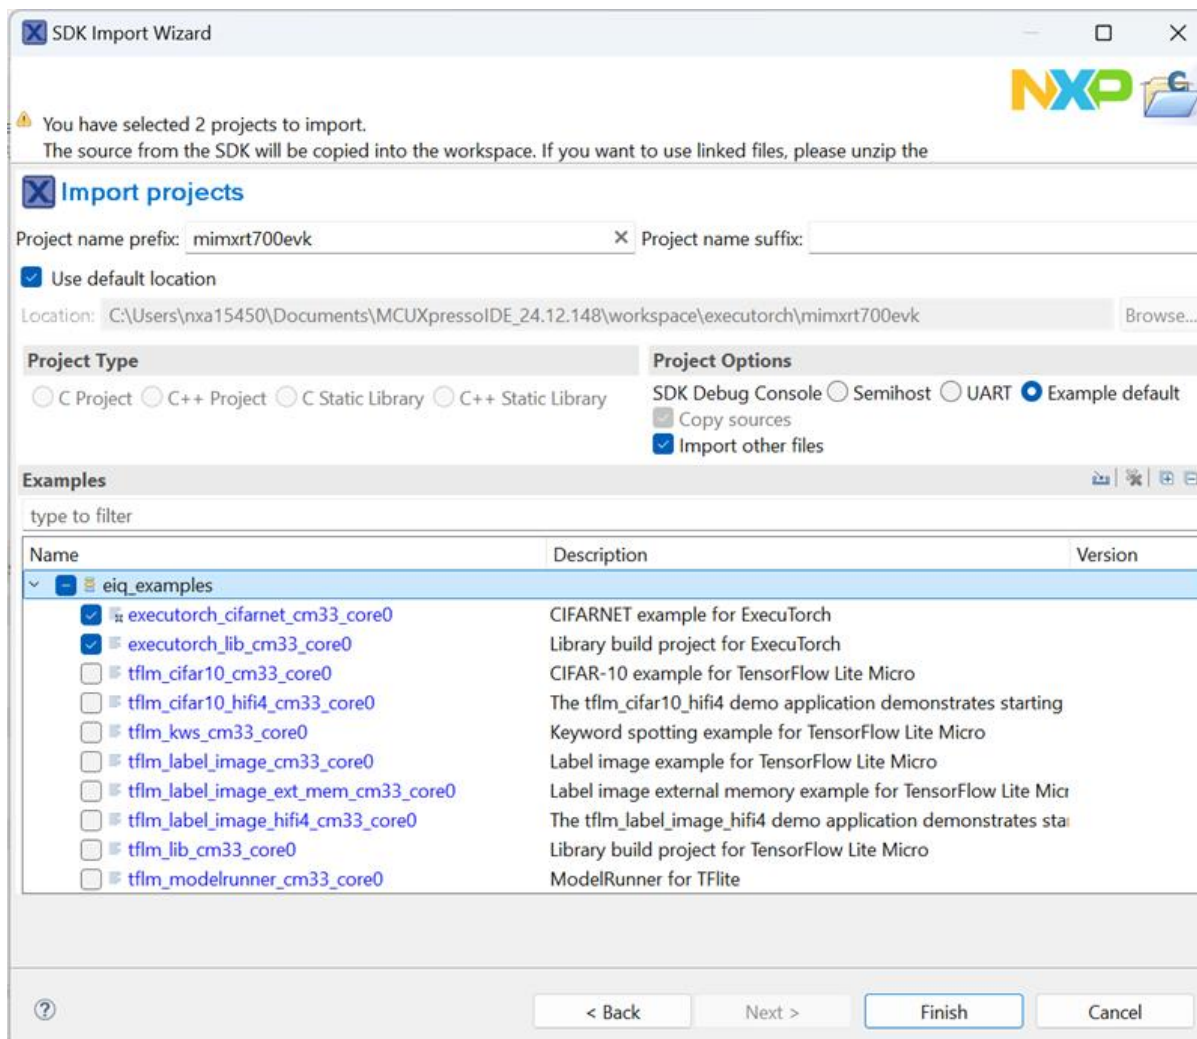 SDK Import Wizard
NXP
You have selected 2 projects to import.
The source from the SDK will be copied into the workspace. If you want to use linked files, please unzip the
Import projects
Project name prefix: mimxrt700evk Project name suffix:
Use default location
Location: C:\Users\nxa15450\Documents\MCUXpressoIDE_24.12.148\workspace\executorch\mimxrt700evk Browse...
Project Type Project Options
C Project C++ Project C Static Library C++ Static Library SDK Debug Console Semihost UART Example default
Copy sources
Import other files
Examples
type to filter
Name Description Version
eiq_examples
executorch_cifarnet_cm33_core0 CIFARNET example for ExecuTorch
executorch_lib_cm33_core0 Library build project for ExecuTorch
tflm_cifar10_cm33_core0 CIFAR-10 example for TensorFlow Lite Micro
tflm_cifar10_hifi4_cm33_core0 The tflm_cifar10_hifi4 demo application demonstrates starting
tflm_kws_cm33_core0 Keyword spotting example for TensorFlow Lite Micro
tflm_label_image_cm33_core0 Label image example for TensorFlow Lite Micro
tflm_label_image_ext_mem_cm33_core0 Label image external memory example for TensorFlow Lite Micr
tflm_label_image_hifi4_cm33_core0 The tflm_label_image_hifi4 demo application demonstrates sta
tflm_lib_cm33_core0 Library build project for TensorFlow Lite Micro
tflm_modelrunner_cm33_core0 ModelRunner for TFlite
< Back Next > Finish Cancel